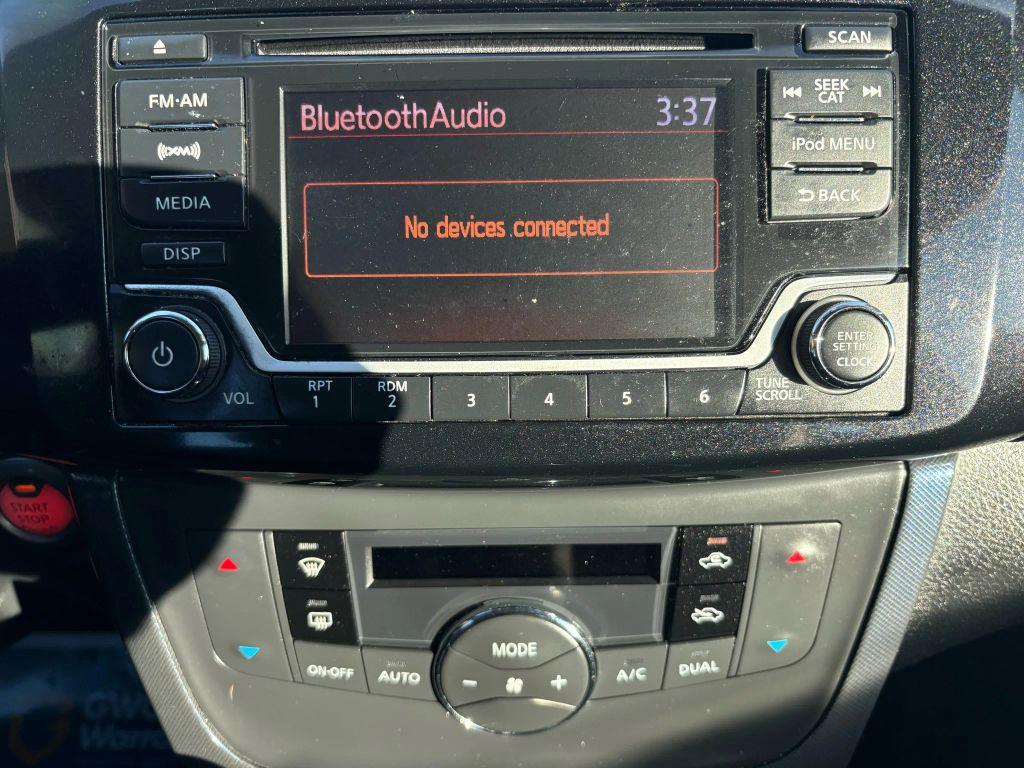 SCAN
FM·AM
((XM))
MEDIA
DISP
BluetoothAudio 3:37
No devices connected
SEEK
CAT
iPod MENU
BACK
VOL
RPT
1
RDM
2
3
4
5
6
TUNE
SCROLL
ENTER
SETTING
CLOCK
START
STOP
MODE
ON·OFF
AUTO
- +
A/C
DUAL